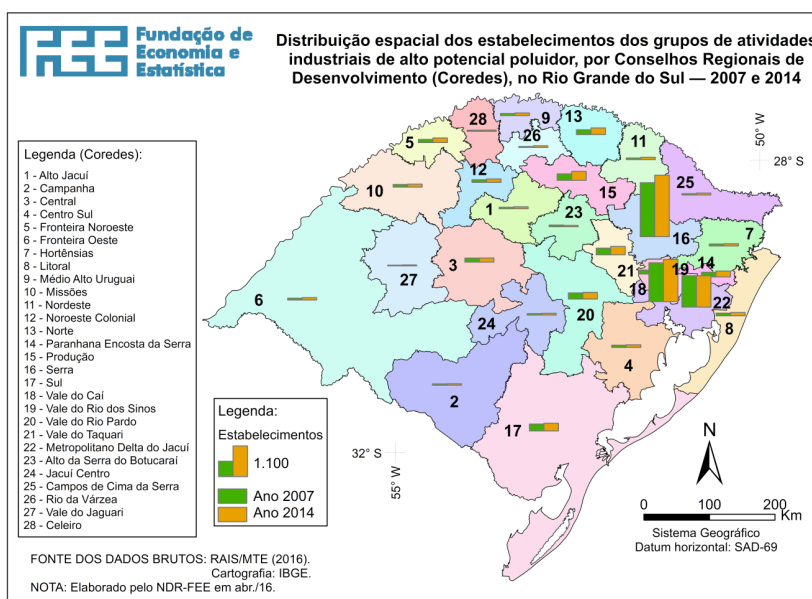 FEE
Fundação de
Economia e
Estatística
Distribuição espacial dos estabelecimentos dos grupos de atividades
industriais de alto potencial poluidor, por Conselhos Regionais de
Desenvolvimento (Coredes), no Rio Grande do Sul — 2007 e 2014
Legenda (Coredes):
1 - Alto Jacuí
2 - Campanha
3 - Central
4 - Centro Sul
5 - Fronteira Noroeste
6 - Fronteira Oeste
7 - Hortênsias
8 - Litoral
9 - Médio Alto Uruguai
10 - Missões
11 - Nordeste
12 - Noroeste Colonial
13 - Norte
14 - Paranhana Encosta da Serra
15 - Produção
16 - Serra
17 - Sul
18 - Vale do Caí
19 - Vale do Rio dos Sinos
20 - Vale do Rio Pardo
21 - Vale do Taquari
22 - Metropolitano Delta do Jacuí
23 - Alto da Serra do Botucaraí
24 - Jacuí Centro
25 - Campos de Cima da Serra
26 - Rio da Várzea
27 - Vale do Jaguari
28 - Celeiro
28
9
13
5
26
11
50° W
28° S
12
10
15
25
1
23
16
7
3
27
21
19
14
18
6
20
22
24
8
4
2
17
32° S
55° W
Legenda:
Estabelecimentos
1.100
Ano 2007
Ano 2014
N
0 100 200
Km
Sistema Geográfico
Datum horizontal: SAD-69
FONTE DOS DADOS BRUTOS: RAIS/MTE (2016).
Cartografia: IBGE.
NOTA: Elaborado pelo NDR-FEE em abr./16.